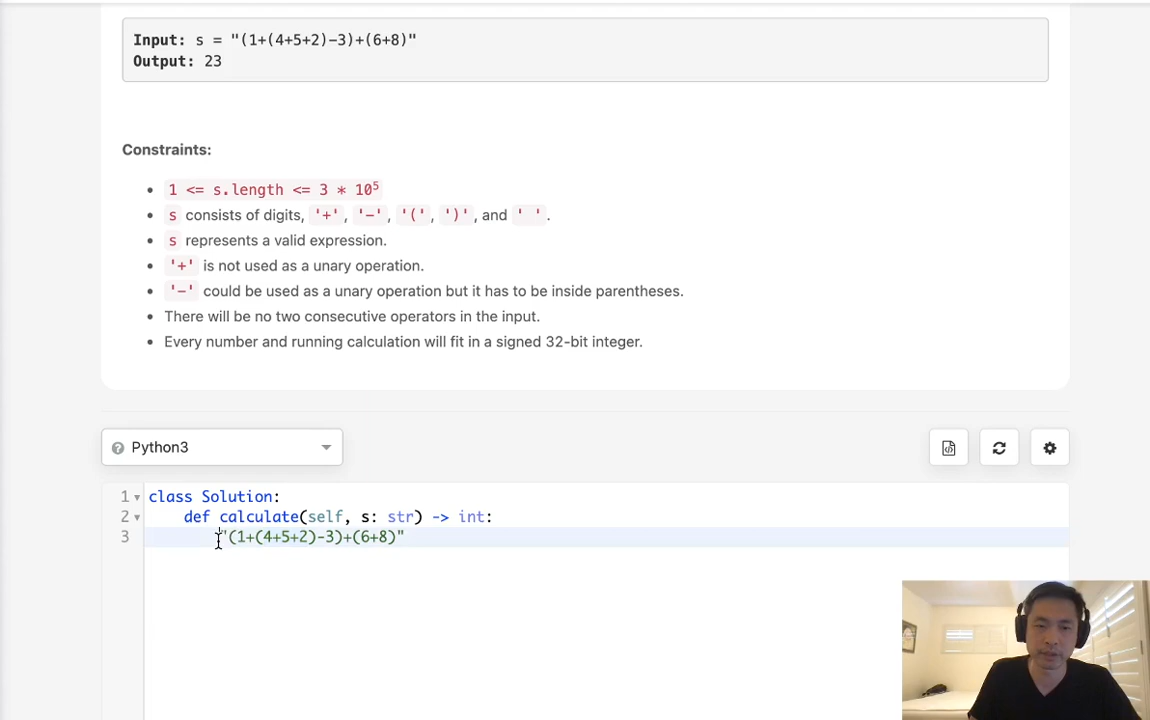 Input: s = "(1+(4+5+2)-3)+(6+8)"
Output: 23
Constraints:
1 <= s.length <= 3 * 10⁵
s consists of digits, '+', '-', '(', ')', and ' '.
s represents a valid expression.
'+' is not used as a unary operation.
'-' could be used as a unary operation but it has to be inside parentheses.
There will be no two consecutive operators in the input.
Every number and running calculation will fit in a signed 32-bit integer.
Python3
1 class Solution:
2 def calculate(self, s: str) -> int:
3 "(1+(4+5+2)-3)+(6+8)"